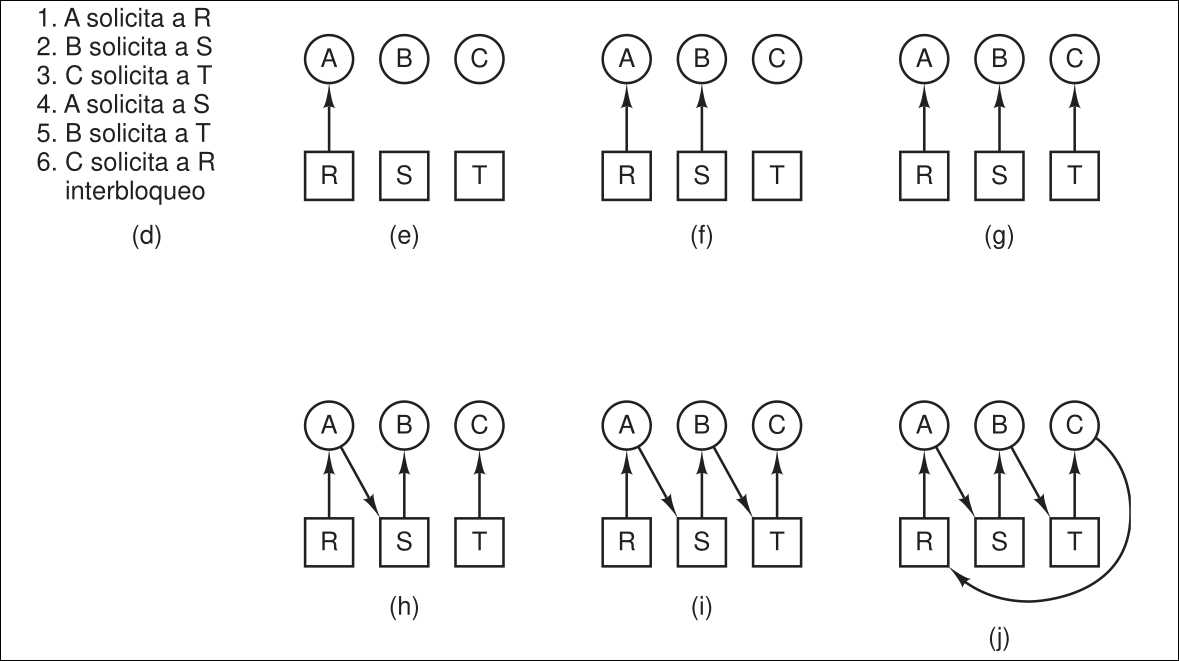 1. A solicita a R
2. B solicita a S
3. C solicita a T
4. A solicita a S
5. B solicita a T
6. C solicita a R
interbloqueo
(d)
A B C
R S T
(e)
A B C
R S T
(f)
A B C
R S T
(g)
A B C
R S T
(h)
A B C
R S T
(i)
A B C
R S T
(j)